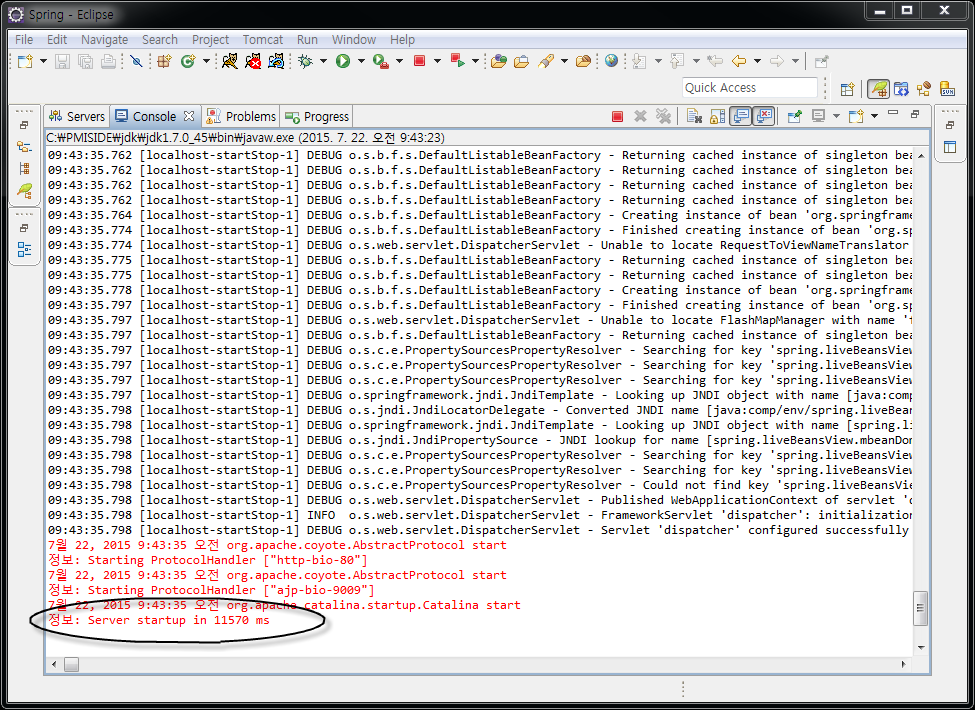 Spring - Eclipse
File Edit Navigate Search Project Tomcat Run Window Help
Quick Access
Servers Console Problems Progress
C:₩PMISIDE₩jdk₩jdk1.7.0_45₩bin₩javaw.exe (2015. 7. 22. 오전 9:43:23)
09:43:35.762 [localhost-startStop-1] DEBUG o.s.b.f.s.DefaultListableBeanFactory - Returning cached instance of singleton bea
09:43:35.762 [localhost-startStop-1] DEBUG o.s.b.f.s.DefaultListableBeanFactory - Returning cached instance of singleton bea
09:43:35.762 [localhost-startStop-1] DEBUG o.s.b.f.s.DefaultListableBeanFactory - Returning cached instance of singleton bea
09:43:35.762 [localhost-startStop-1] DEBUG o.s.b.f.s.DefaultListableBeanFactory - Returning cached instance of singleton bea
09:43:35.764 [localhost-startStop-1] DEBUG o.s.b.f.s.DefaultListableBeanFactory - Creating instance of bean 'org.springframe
09:43:35.774 [localhost-startStop-1] DEBUG o.s.b.f.s.DefaultListableBeanFactory - Finished creating instance of bean 'org.sp
09:43:35.774 [localhost-startStop-1] DEBUG o.s.web.servlet.DispatcherServlet - Unable to locate RequestToViewNameTranslator
09:43:35.775 [localhost-startStop-1] DEBUG o.s.b.f.s.DefaultListableBeanFactory - Returning cached instance of singleton bea
09:43:35.775 [localhost-startStop-1] DEBUG o.s.b.f.s.DefaultListableBeanFactory - Returning cached instance of singleton bea
09:43:35.778 [localhost-startStop-1] DEBUG o.s.b.f.s.DefaultListableBeanFactory - Creating instance of bean 'org.springframe
09:43:35.797 [localhost-startStop-1] DEBUG o.s.b.f.s.DefaultListableBeanFactory - Finished creating instance of bean 'org.sp
09:43:35.797 [localhost-startStop-1] DEBUG o.s.web.servlet.DispatcherServlet - Unable to locate FlashMapManager with name 'f
09:43:35.797 [localhost-startStop-1] DEBUG o.s.b.f.s.DefaultListableBeanFactory - Returning cached instance of singleton bea
09:43:35.797 [localhost-startStop-1] DEBUG o.s.c.e.PropertySourcesPropertyResolver - Searching for key 'spring.liveBeansView
09:43:35.797 [localhost-startStop-1] DEBUG o.s.c.e.PropertySourcesPropertyResolver - Searching for key 'spring.liveBeansView
09:43:35.797 [localhost-startStop-1] DEBUG o.s.c.e.PropertySourcesPropertyResolver - Searching for key 'spring.liveBeansView
09:43:35.797 [localhost-startStop-1] DEBUG o.springframework.jndi.JndiTemplate - Looking up JNDI object with name [java:comp
09:43:35.798 [localhost-startStop-1] DEBUG o.s.jndi.JndiLocatorDelegate - Converted JNDI name [java:comp/env/spring.liveBean
09:43:35.798 [localhost-startStop-1] DEBUG o.springframework.jndi.JndiTemplate - Looking up JNDI object with name [spring.li
09:43:35.798 [localhost-startStop-1] DEBUG o.s.jndi.JndiPropertySource - JNDI lookup for name [spring.liveBeansView.mbeanDom
09:43:35.798 [localhost-startStop-1] DEBUG o.s.c.e.PropertySourcesPropertyResolver - Searching for key 'spring.liveBeansView
09:43:35.798 [localhost-startStop-1] DEBUG o.s.c.e.PropertySourcesPropertyResolver - Searching for key 'spring.liveBeansView
09:43:35.798 [localhost-startStop-1] DEBUG o.s.c.e.PropertySourcesPropertyResolver - Could not find key 'spring.liveBeansVie
09:43:35.798 [localhost-startStop-1] DEBUG o.s.web.servlet.DispatcherServlet - Published WebApplicationContext of servlet 'd
09:43:35.798 [localhost-startStop-1] INFO o.s.web.servlet.DispatcherServlet - FrameworkServlet 'dispatcher': initialization
09:43:35.798 [localhost-startStop-1] DEBUG o.s.web.servlet.DispatcherServlet - Servlet 'dispatcher' configured successfully
7월 22, 2015 9:43:35 오전 org.apache.coyote.AbstractProtocol start
정보: Starting ProtocolHandler ["http-bio-80"]
7월 22, 2015 9:43:35 오전 org.apache.coyote.AbstractProtocol start
정보: Starting ProtocolHandler ["ajp-bio-9009"]
7월 22, 2015 9:43:35 오전 org.apache.catalina.startup.Catalina start
정보: Server startup in 11570 ms